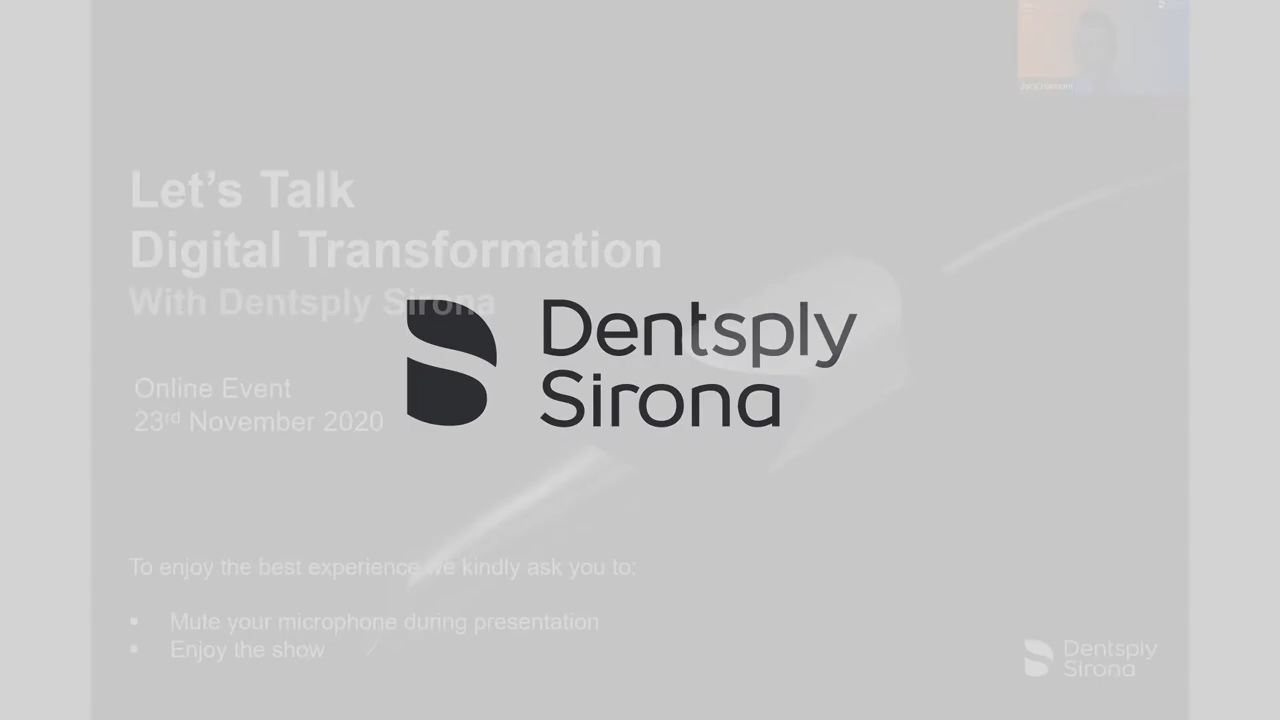 Let's Talk
Digital Transformation
With Dentsply Sirona
Dentsply
Sirona
Online Event
23rd November 2020
To enjoy the best experience we kindly ask you to:
▪ Mute your microphone during presentation
▪ Enjoy the show
Dentsply
Sirona